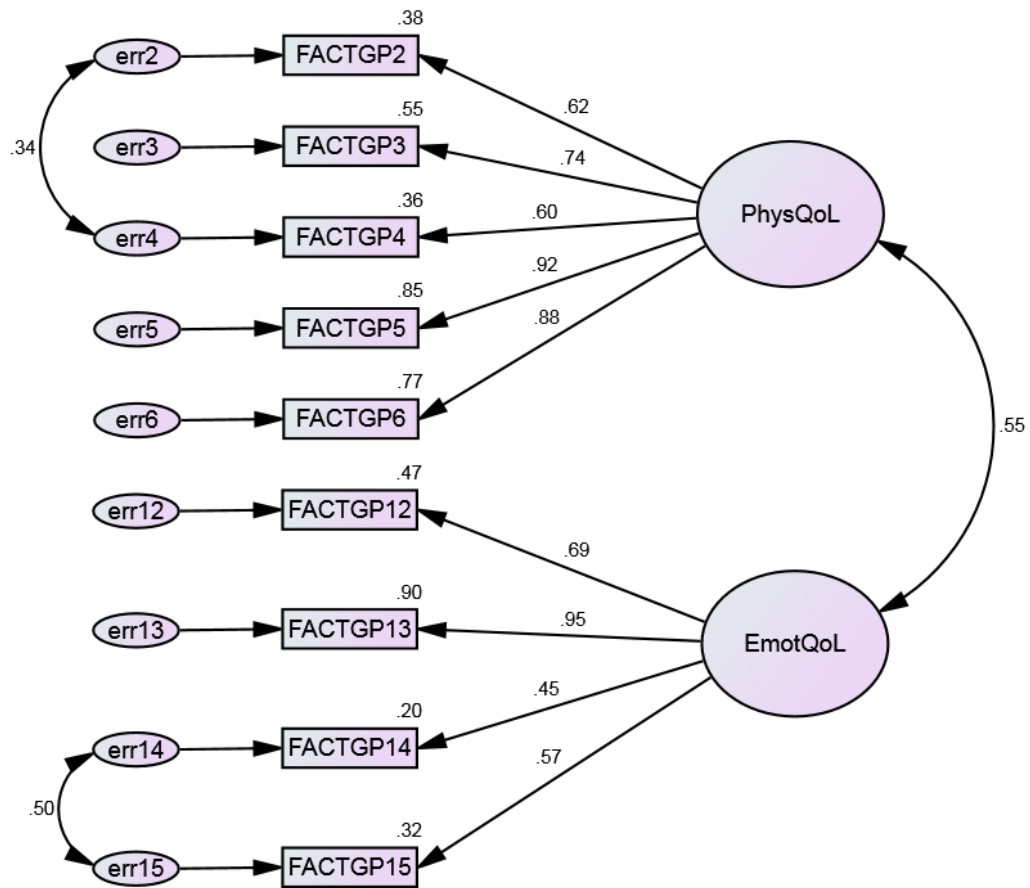 .38
err2
FACTGP2
.62
.55
err3
FACTGP3
.74
.34
.36
err4
FACTGP4
.60
PhysQoL
.85
err5
FACTGP5
.92
.88
.77
err6
FACTGP6
.55
.47
err12
FACTGP12
.69
.90
err13
FACTGP13
.95
EmotQoL
.20
err14
FACTGP14
.45
.57
.50
.32
err15
FACTGP15